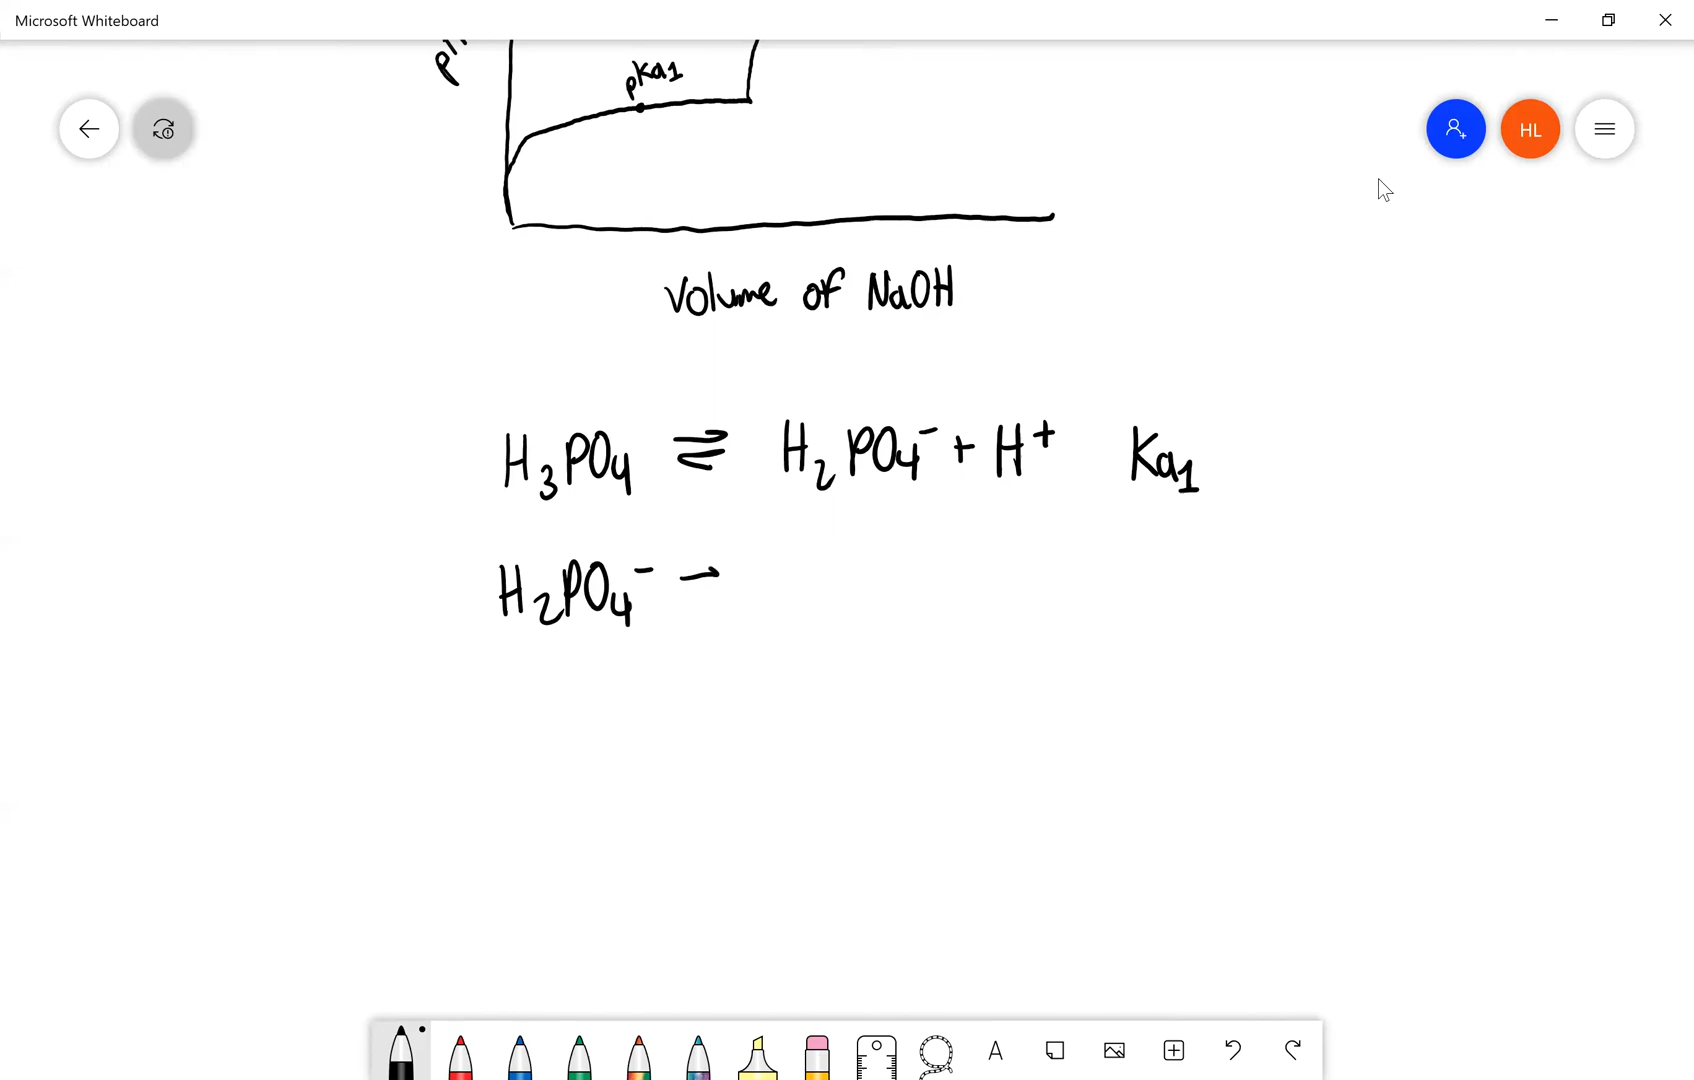 Microsoft Whiteboard
pKa1
HL
Volume of NaOH
H₃PO₄ ⇌ H₂PO₄⁻ + H⁺ Ka₁
H₂PO₄⁻ →
A